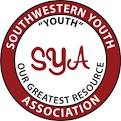 SOUTHWESTERN YOUTH
"YOUTH"
SYA
OUR GREATEST RESOURCE
ASSOCIATION